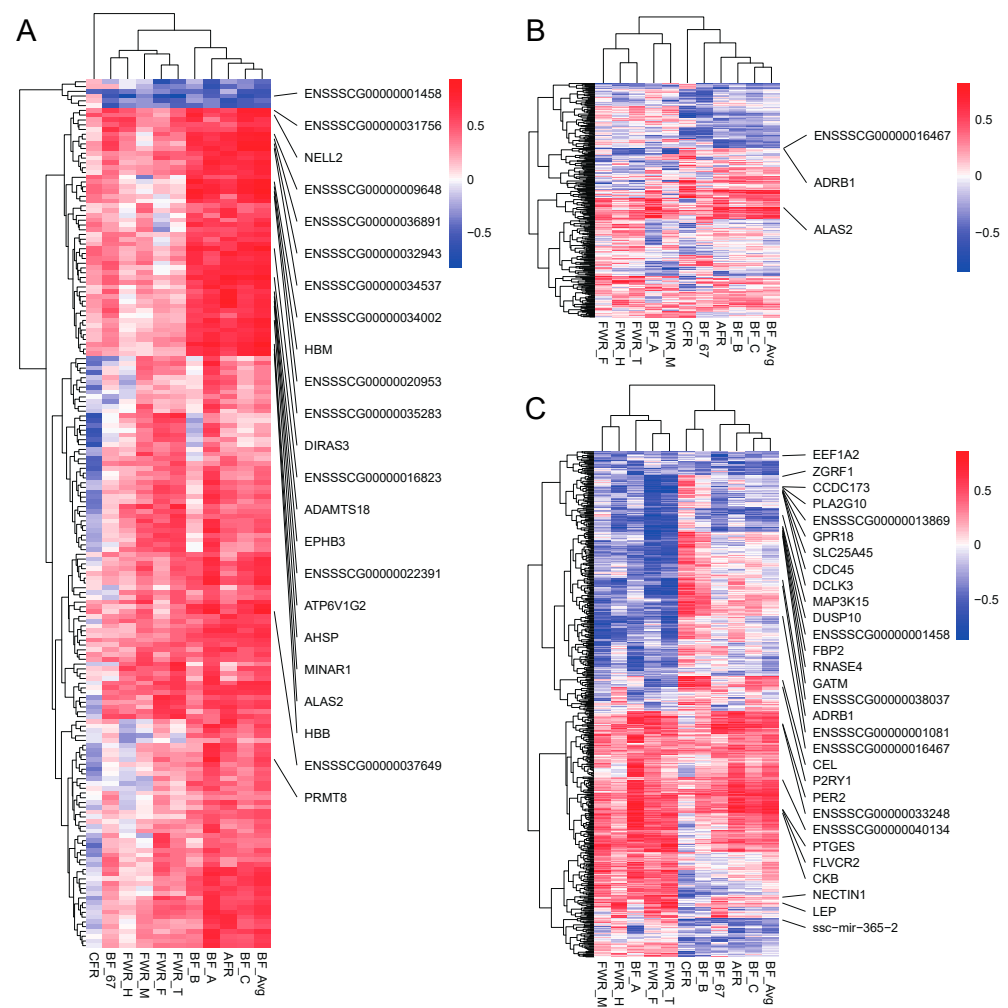 A
ENSSSCG00000001458
ENSSSCG00000031756
NELL2
ENSSSCG00000009648
ENSSSCG00000036891
ENSSSCG00000032943
ENSSSCG00000034537
ENSSSCG00000034002
HBM
ENSSSCG00000020953
ENSSSCG00000035283
DIRAS3
ENSSSCG00000016823
ADAMTS18
EPHB3
ENSSSCG00000022391
ATP6V1G2
AHSP
MINAR1
ALAS2
HBB
ENSSSCG00000037649
PRMT8
0.5
0
−0.5
CFR
BF_67
FWR_H
FWR_M
FWR_F
FWR_T
BF_B
BF_A
AFR
BF_C
BF_Avg
B
ENSSSCG00000016467
ADRB1
ALAS2
0.5
0
−0.5
FWR_F
FWR_H
FWR_T
BF_A
FWR_M
CFR
BF_67
AFR
BF_B
BF_C
BF_Avg
C
EEF1A2
ZGRF1
CCDC173
PLA2G10
ENSSSCG00000013869
GPR18
SLC25A45
CDC45
DCLK3
MAP3K15
DUSP10
ENSSSCG00000001458
FBP2
RNASE4
GATM
ENSSSCG00000038037
ADRB1
ENSSSCG00000001081
ENSSSCG00000016467
CEL
P2RY1
PER2
ENSSSCG00000033248
ENSSSCG00000040134
PTGES
FLVCR2
CKB
NECTIN1
LEP
ssc−mir−365−2
0.5
0
−0.5
FWR_M
FWR_H
BF_A
FWR_F
FWR_T
CFR
BF_B
BF_67
AFR
BF_C
BF_Avg